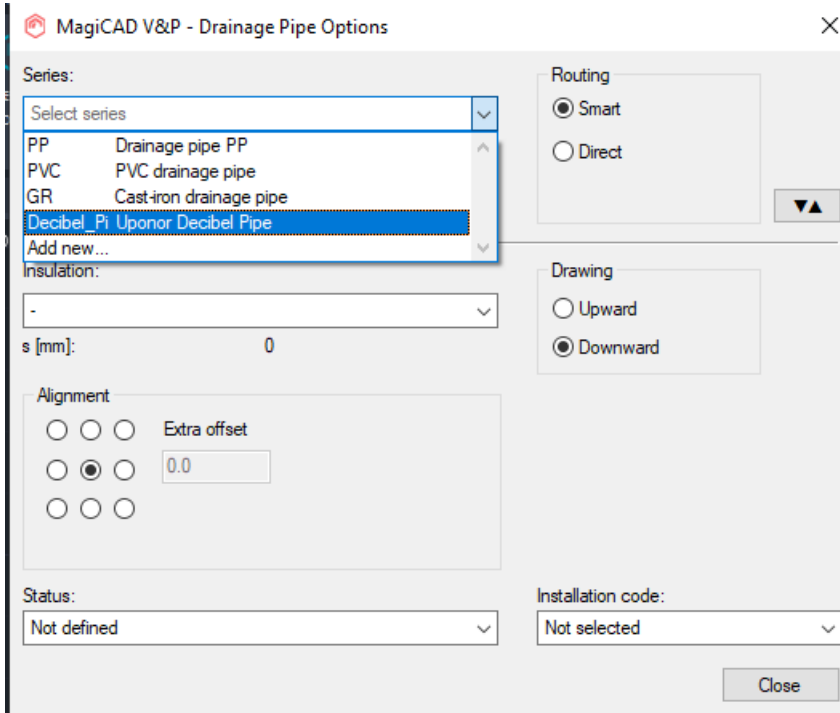 MagiCAD V&P - Drainage Pipe Options
Series:
Select series
PP Drainage pipe PP
PVC PVC drainage pipe
GR Cast-iron drainage pipe
Decibel_Pi Uponor Decibel Pipe
Add new...
Routing
Smart
Direct
Insulation:
-
s [mm]: 0
Drawing
Upward
Downward
Alignment
Extra offset
0.0
Status:
Not defined
Installation code:
Not selected
Close